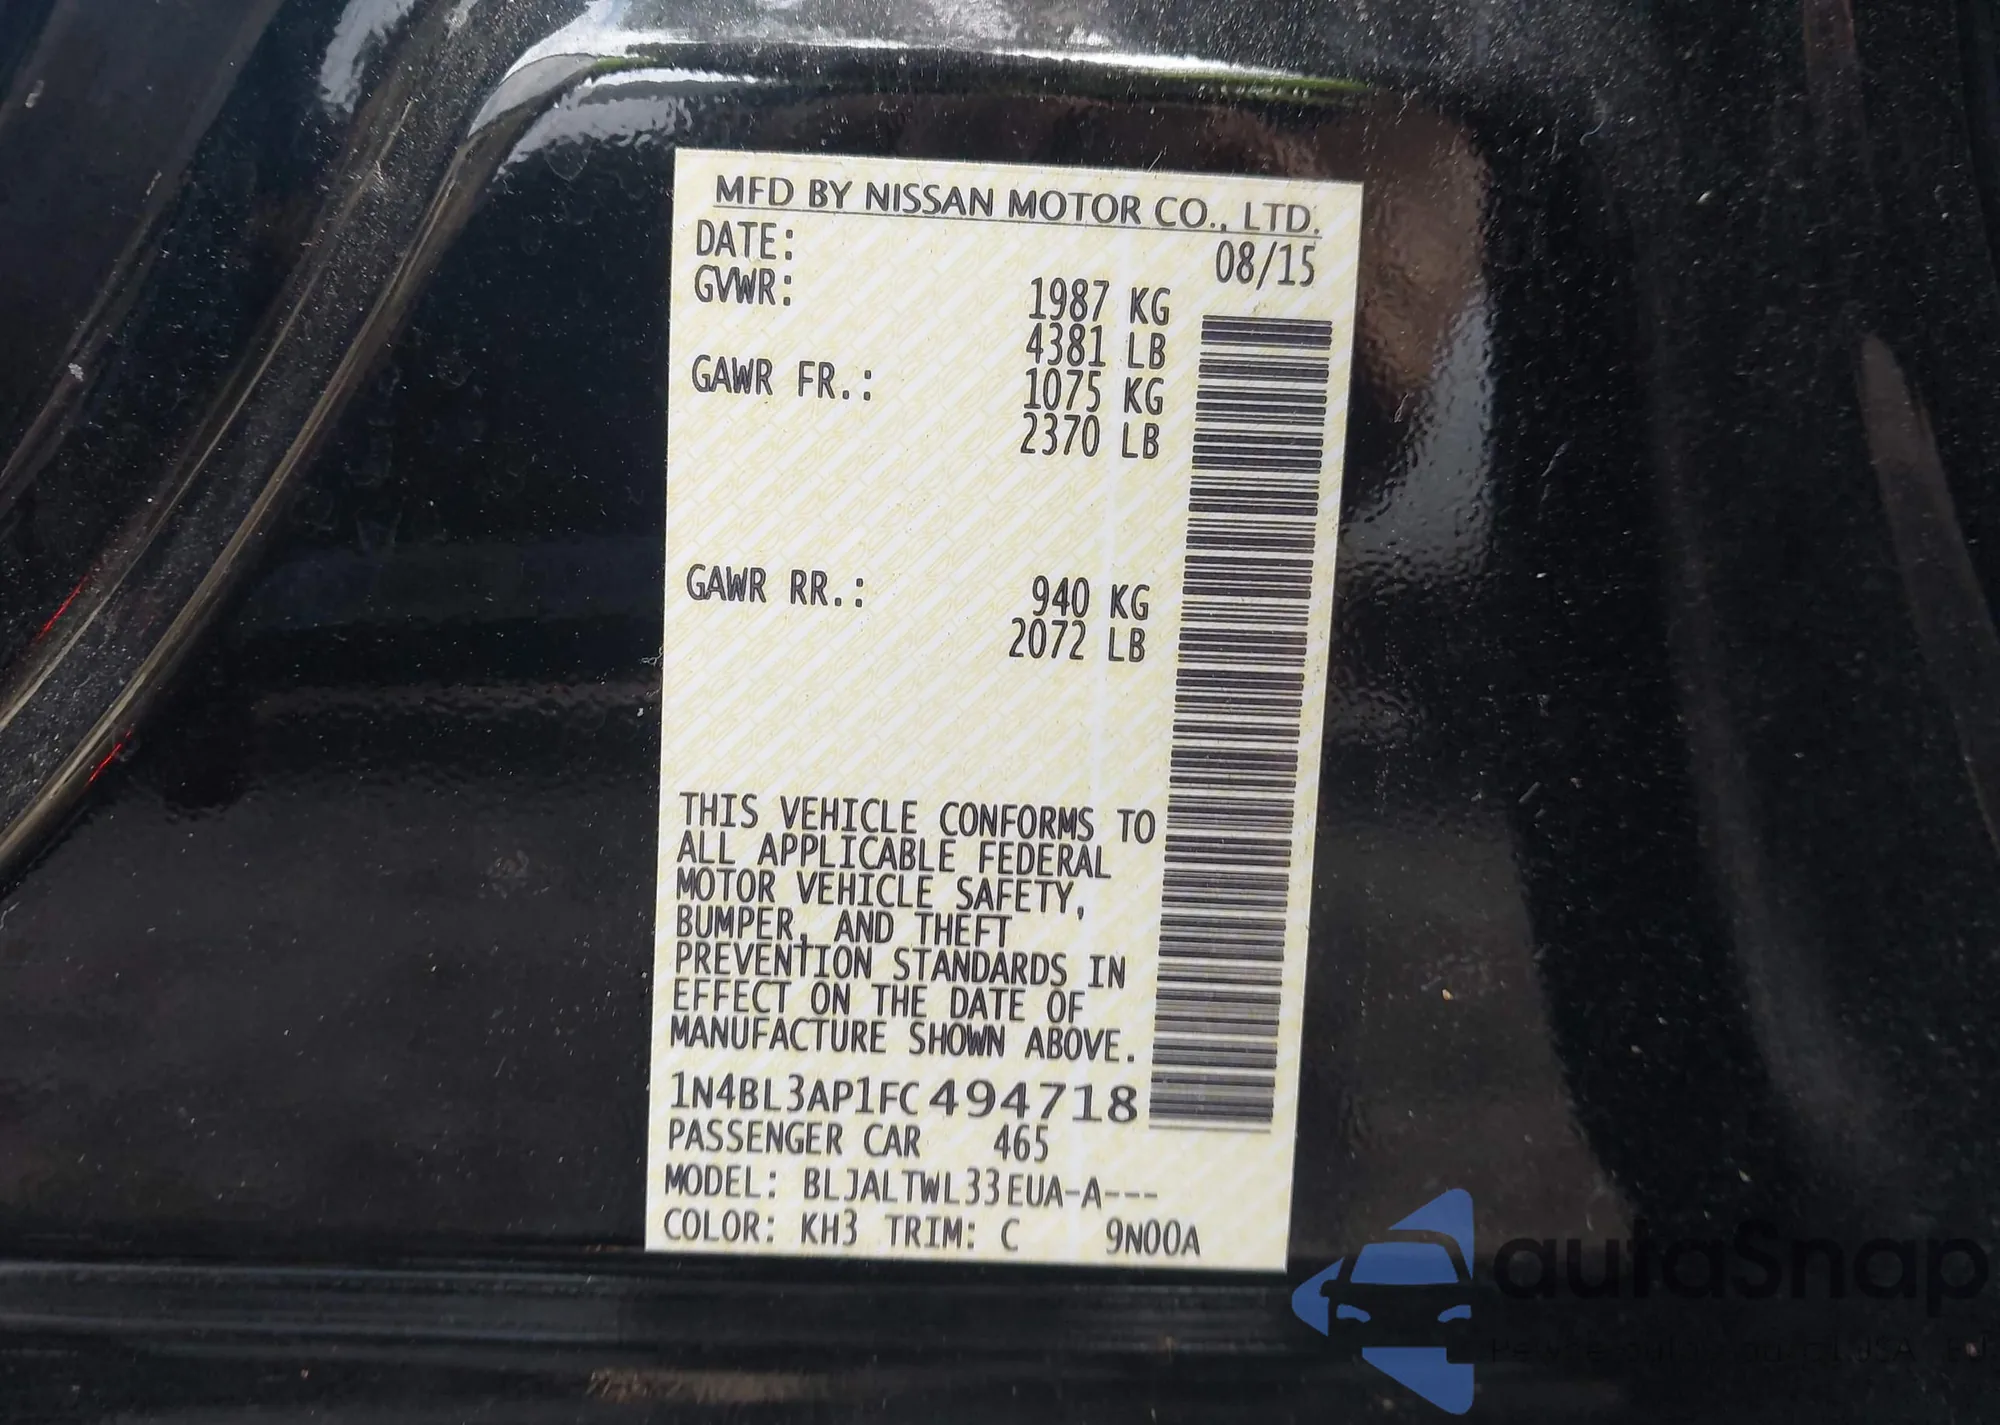 MFD BY NISSAN MOTOR CO., LTD.
DATE: 08/15
GVWR: 1987 KG
4381 LB
GAWR FR.: 1075 KG
2370 LB
GAWR RR.: 940 KG
2072 LB
THIS VEHICLE CONFORMS TO
ALL APPLICABLE FEDERAL
MOTOR VEHICLE SAFETY,
BUMPER, AND THEFT
PREVENTION STANDARDS IN
EFFECT ON THE DATE OF
MANUFACTURE SHOWN ABOVE.
1N4BL3AP1FC494718
PASSENGER CAR 465
MODEL: BLJALTWL33EUA-A---
COLOR: KH3 TRIM: C 9N00A
autoSnap